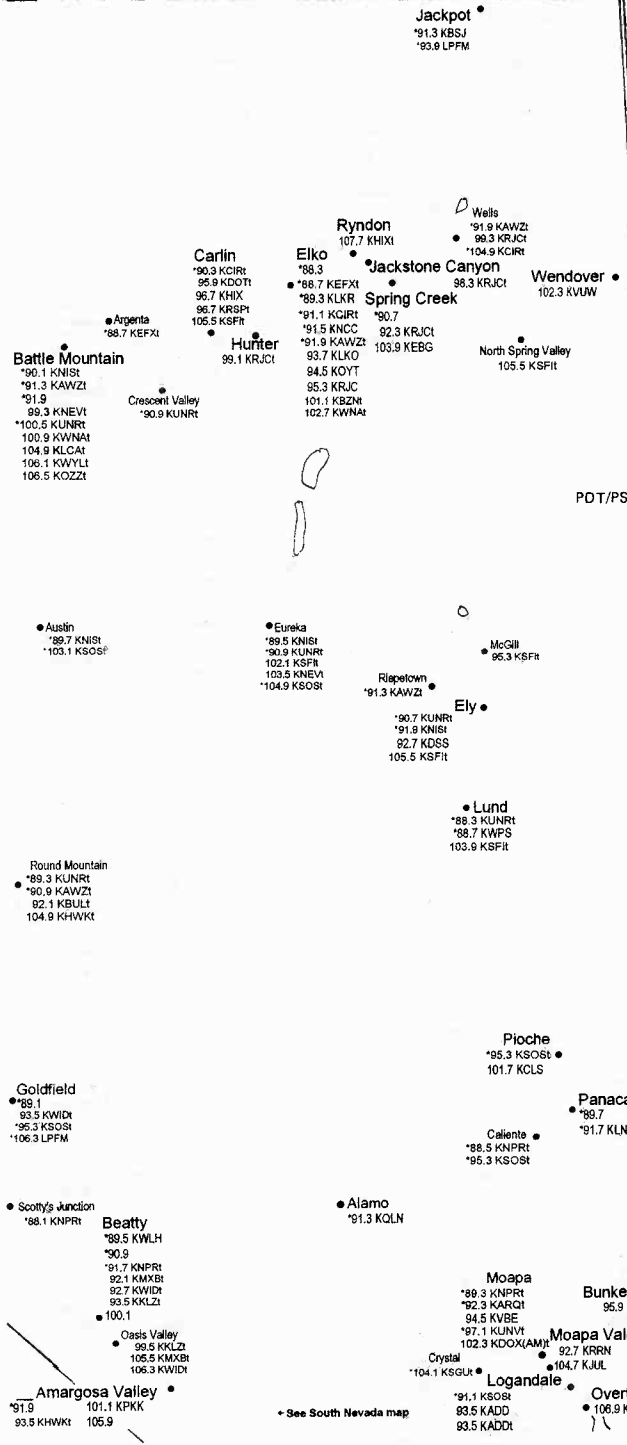 Jackpot
*91.3 KBSJ
*93.9 LPFM
Wells
*91.9 KAWZt
99.3 KRJCt
*104.9 KCIRt
Ryndon
107.7 KHIXt
Carlin
*90.3 KCIRt
95.9 KDOTt
96.7 KHIX
96.7 KRSPt
105.5 KSFIt
Elko
*88.3
*88.7 KEFXt
*89.3 KLKR
*91.1 KCIRt
*91.5 KNCC
*91.9 KAWZt
93.7 KLKO
94.5 KOYT
95.3 KRJC
101.1 KBZNt
102.7 KWNAt
Jackstone Canyon
98.3 KRJCt
Wendover
102.3 KVUW
Spring Creek
*90.7
92.3 KRJCt
103.9 KEBG
Argenta
*88.7 KEFXt
Hunter
99.1 KRJCt
North Spring Valley
105.5 KSFIt
Battle Mountain
*90.1 KNISt
*91.3 KAWZt
*91.9
99.3 KNEVt
*100.5 KUNRt
100.9 KWNAt
104.9 KLCAt
106.1 KWYLt
106.5 KOZZt
Crescent Valley
*90.9 KUNRt
PDT/PS
Austin
*89.7 KNISt
*103.1 KSOSt
Eureka
*89.5 KNISt
*90.9 KUNRt
102.1 KSFIt
103.5 KNEVt
*104.9 KSOSt
McGill
95.3 KSFIt
Riepetown
*91.3 KAWZt
Ely
*90.7 KUNRt
*91.9 KNISt
92.7 KDSS
105.5 KSFIt
Lund
*88.3 KUNRt
*88.7 KWPS
103.9 KSFIt
Round Mountain
*89.3 KUNRt
*90.9 KAWZt
92.1 KBULt
104.9 KHWKt
Pioche
*95.3 KSOSt
101.7 KCLS
Goldfield
*89.1
93.5 KWIDt
*95.3 KSOSt
*106.3 LPFM
Panaca
*89.7
*91.7 KLN
Caliente
*88.5 KNPRt
*95.3 KSOSt
Scotty's Junction
*88.1 KNPRt
Alamo
*91.3 KQLN
Beatty
*89.5 KWLH
*90.9
*91.7 KNPRt
92.1 KMXBt
92.7 KWIDt
93.5 KKLZt
100.1
Oasis Valley
99.5 KKLZt
105.5 KMXBt
106.3 KWIDt
Moapa
*89.3 KNPRt
*92.3 KARQt
94.5 KVBE
*97.1 KUNVt
102.3 KDOX(AM)t
Bunke
95.9
Moapa Val
92.7 KRRN
104.7 KJUL
Crystal
*104.1 KSGUt
Logandale
*91.1 KSOSt
93.5 KADD
93.5 KADDt
Overt
106.9 K
Amargosa Valley
*91.9 101.1 KPKK
93.5 KHWKt 105.9
← See South Nevada map